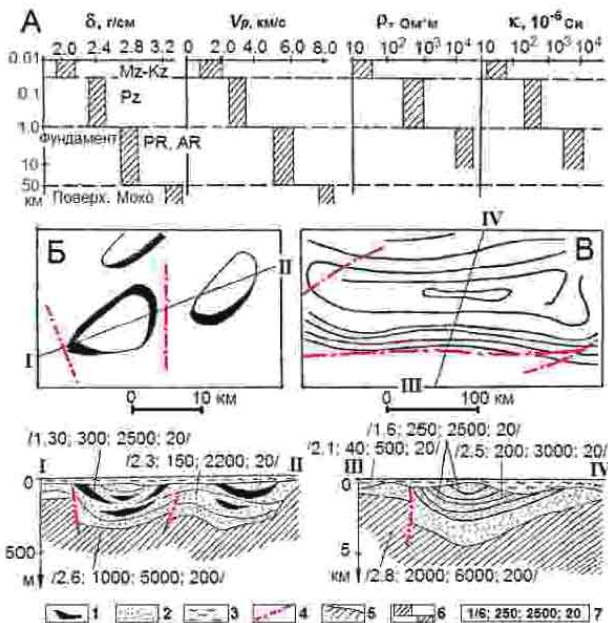 А δ, г/см Vp, км/с ρ, Ом*м κ, 10⁻⁶ Си
2.0 2.4 2.8 3.2 0 2.0 4.0 6.0 8.0 10 10² 10³ 10⁴ 10 10² 10³ 10⁴
0.01
Mz-Kz
0.1
Pz
1.0
Фундамент
PR, AR
10
50
км
Поверх. Мохо
Б II I
В IV III
0 10 км
0 100 км
/1.30; 300; 2500; 20/
/2.3; 150; 2200; 20/
I II
0
500
м
/2.6; 1000; 5000; 200/
/1.6; 250; 2500; 20/
/2.1; 40; 500; 20/
/2.5; 200; 3000; 20/
III IV
0
5
км
/2.8; 2000; 6000; 200/
1 2 3 4 5 6 1/6; 250; 2500; 20 7